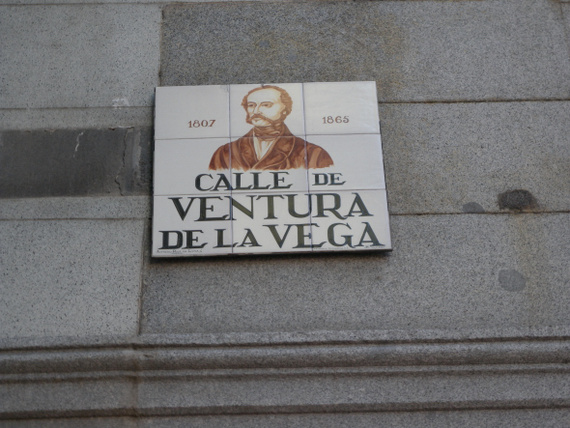 1807 1865
CALLE DE
VENTURA
DE LA VEGA